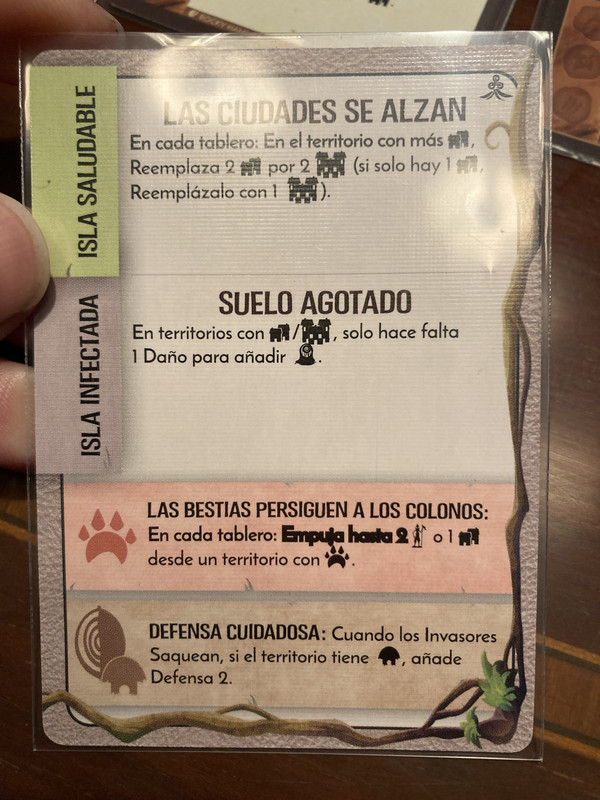 ISLA SALUDABLE
LAS CIUDADES SE ALZAN
En cada tablero: En el territorio con más ,
Reemplaza 2 por 2 (si solo hay 1 ,
Reemplázalo con 1 ).
ISLA INFECTADA
SUELO AGOTADO
En territorios con / , solo hace falta
1 Daño para añadir .
LAS BESTIAS PERSIGUEN A LOS COLONOS:
En cada tablero: Empuja hasta 2 o 1
desde un territorio con .
DEFENSA CUIDADOSA: Cuando los Invasores
Saquean, si el territorio tiene , añade
Defensa 2.